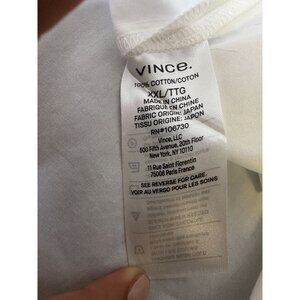 VINCE.
100% COTTON/COTON
XXL/TTG
MADE IN CHINA
FABRIQUÉ EN CHINE
FABRIC ORIGIN: JAPAN
TISSU ORIGINE: JAPON
RN#106730
Vince, LLC
500 Fifth Avenue, 20th Floor
New York, NY 10110
11 Rue Saint Florentin
75008 Paris France
SEE REVERSE FOR CARE.
VOIR AU VERSO POUR LES SOINS